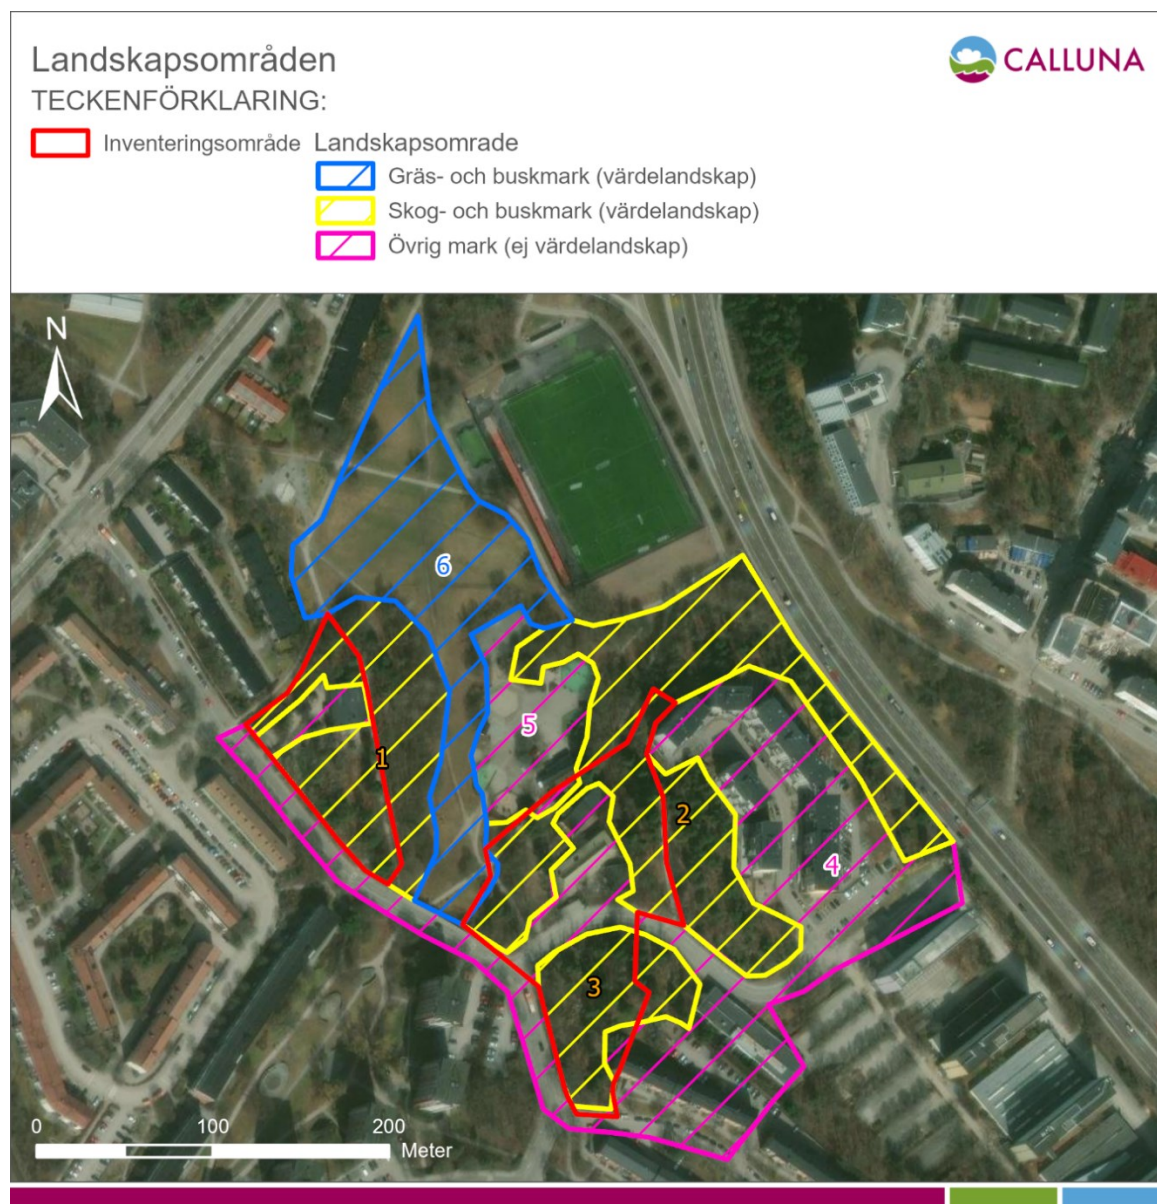 Landskapsområden
CALLUNA
TECKENFÖRKLARING:
Inventeringsområde
Landskapsomrade
Gräs- och buskmark (värdelandskap)
Skog- och buskmark (värdelandskap)
Övrig mark (ej värdelandskap)
N
6
5
1
2
4
3
0 100 200
Meter